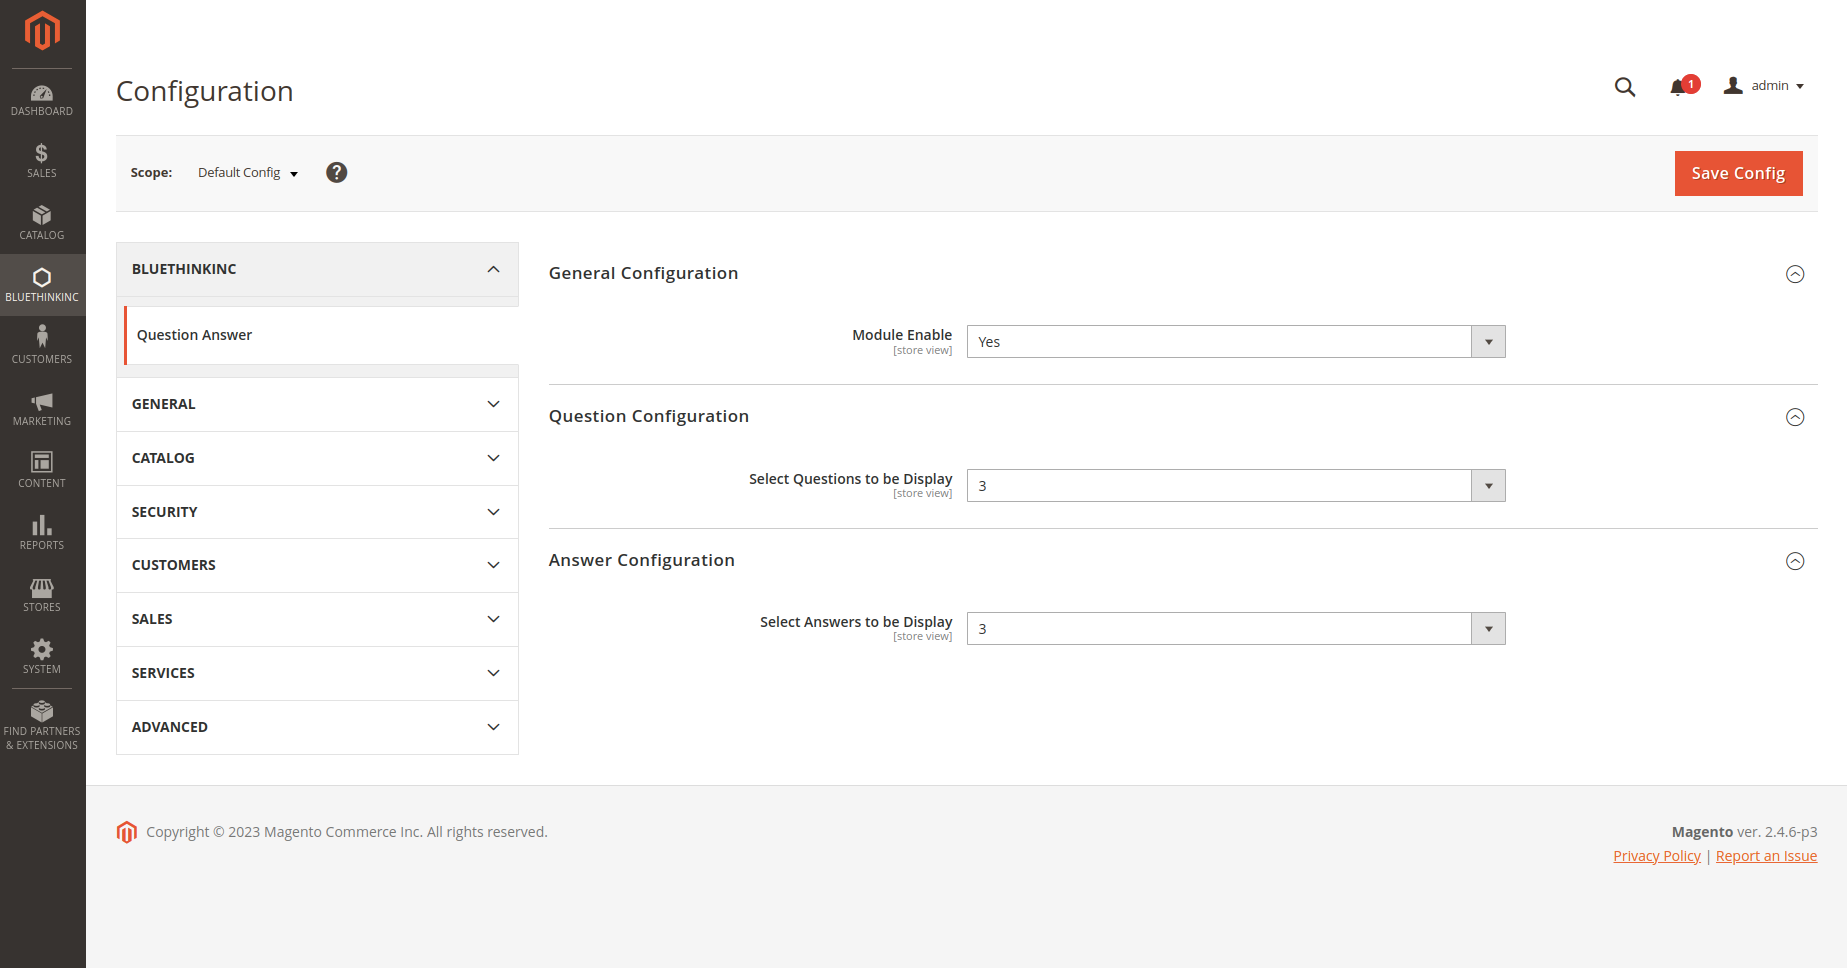 DASHBOARD
SALES
CATALOG
BLUETHINKINC
CUSTOMERS
MARKETING
CONTENT
REPORTS
STORES
SYSTEM
FIND PARTNERS
& EXTENSIONS
Configuration
1
admin
Scope:
Default Config
?
Save Config
BLUETHINKINC
Question Answer
GENERAL
CATALOG
SECURITY
CUSTOMERS
SALES
SERVICES
ADVANCED
General Configuration
Module Enable
[store view]
Yes
Question Configuration
Select Questions to be Display
[store view]
3
Answer Configuration
Select Answers to be Display
[store view]
3
Copyright © 2023 Magento Commerce Inc. All rights reserved.
Magento ver. 2.4.6-p3
Privacy Policy | Report an Issue